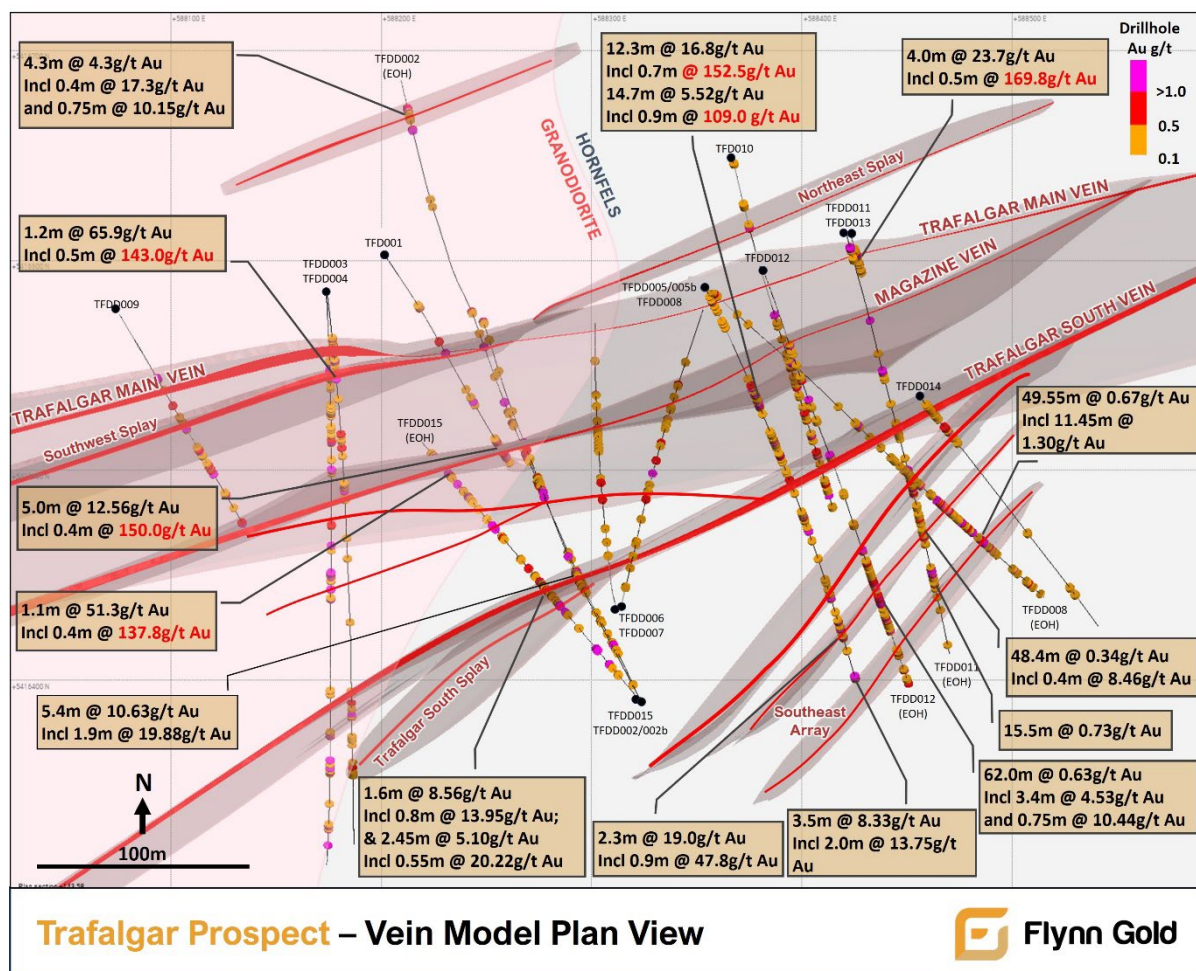 +588100 E
+588200 E
+588300 E
+588400 E
+588500 E
4.3m @ 4.3g/t Au
Incl 0.4m @ 17.3g/t Au
and 0.75m @ 10.15g/t Au
TFDD002
(EOH)
12.3m @ 16.8g/t Au
Incl 0.7m @ 152.5g/t Au
14.7m @ 5.52g/t Au
Incl 0.9m @ 109.0 g/t Au
4.0m @ 23.7g/t Au
Incl 0.5m @ 169.8g/t Au
Drillhole
Au g/t
>1.0
0.5
0.1
GRANODIORITE
HORNFELS
TFD010
Northeast Splay
TRAFALGAR MAIN VEIN
MAGAZINE VEIN
TRAFALGAR SOUTH VEIN
1.2m @ 65.9g/t Au
Incl 0.5m @ 143.0g/t Au
TFDD003
TFDD004
TFD001
TFDD011
TFDD013
TFDD012
TFDD009
TFDD005/005b
TFDD008
TRAFALGAR MAIN VEIN
Southwest Splay
TFDD015
(EOH)
TFDD014
49.55m @ 0.67g/t Au
Incl 11.45m @
1.30g/t Au
5.0m @ 12.56g/t Au
Incl 0.4m @ 150.0g/t Au
1.1m @ 51.3g/t Au
Incl 0.4m @ 137.8g/t Au
TFDD006
TFDD007
TFDD008
(EOH)
48.4m @ 0.34g/t Au
Incl 0.4m @ 8.46g/t Au
TFDD011
(EOH)
TFDD012
(EOH)
+5416400 N
5.4m @ 10.63g/t Au
Incl 1.9m @ 19.88g/t Au
Trafalgar South Splay
TFDD015
TFDD002/002b
Southeast
Array
15.5m @ 0.73g/t Au
62.0m @ 0.63g/t Au
Incl 3.4m @ 4.53g/t Au
and 0.75m @ 10.44g/t Au
N
100m
1.6m @ 8.56g/t Au
Incl 0.8m @ 13.95g/t Au;
& 2.45m @ 5.10g/t Au
Incl 0.55m @ 20.22g/t Au
2.3m @ 19.0g/t Au
Incl 0.9m @ 47.8g/t Au
3.5m @ 8.33g/t Au
Incl 2.0m @ 13.75g/t
Au
Trafalgar Prospect – Vein Model Plan View
Flynn Gold